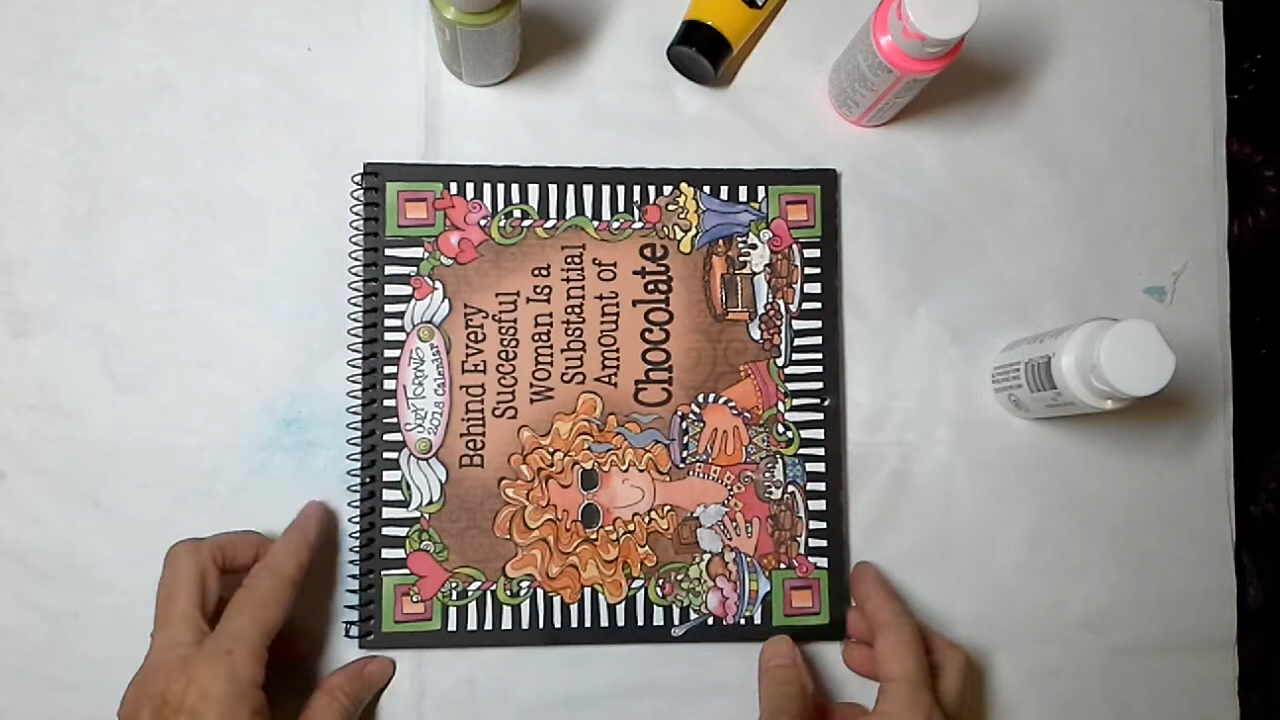 Suzy Toronto
2018 Calendar
Behind Every
Successful
Woman Is a
Substantial
Amount of
Chocolate